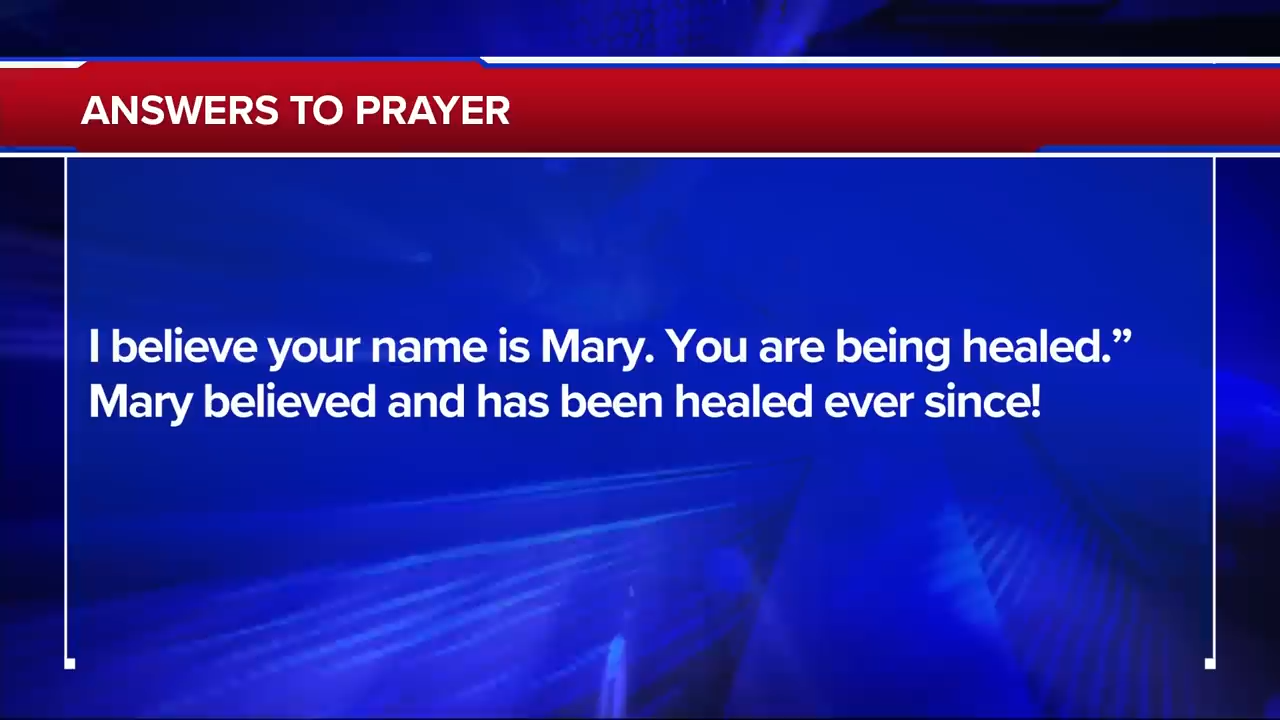 ANSWERS TO PRAYER
I believe your name is Mary. You are being healed.”
Mary believed and has been healed ever since!